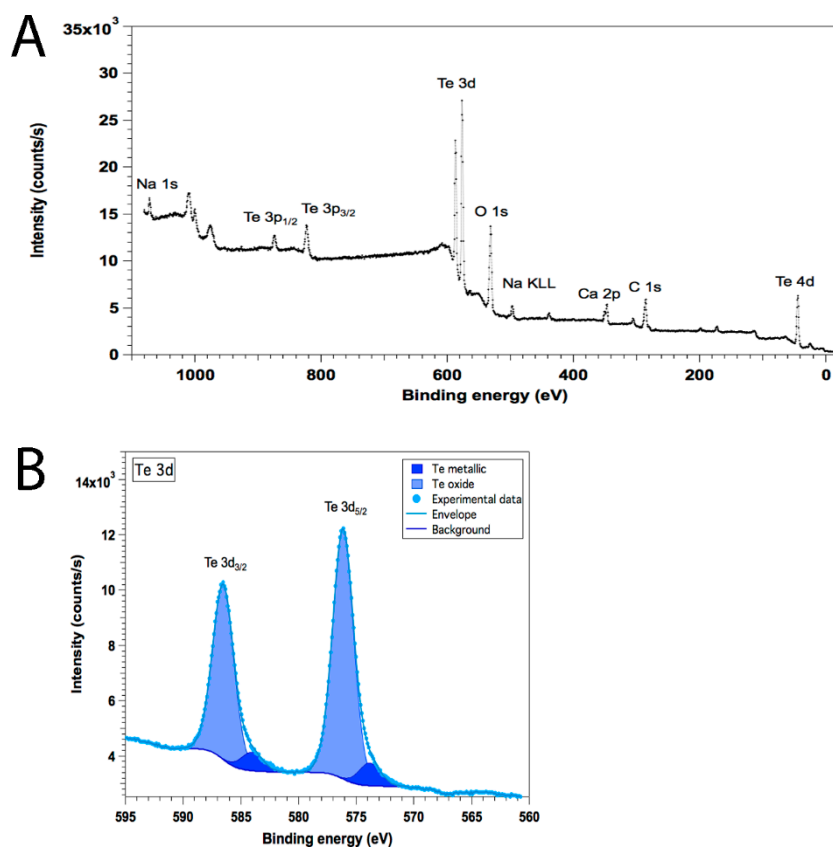 A
35x10³
30
25
20
15
10
5
0
Intensity (counts/s)
Na 1s
Te 3p1/2
Te 3p3/2
Te 3d
O 1s
Na KLL
Ca 2p
C 1s
Te 4d
1000 800 600 400 200 0
Binding energy (eV)
B
Te 3d
14x10³
12
10
8
6
4
Intensity (counts/s)
Te 3d3/2
Te 3d5/2
Te metallic
Te oxide
Experimental data
Envelope
Background
595 590 585 580 575 570 565 560
Binding energy (eV)